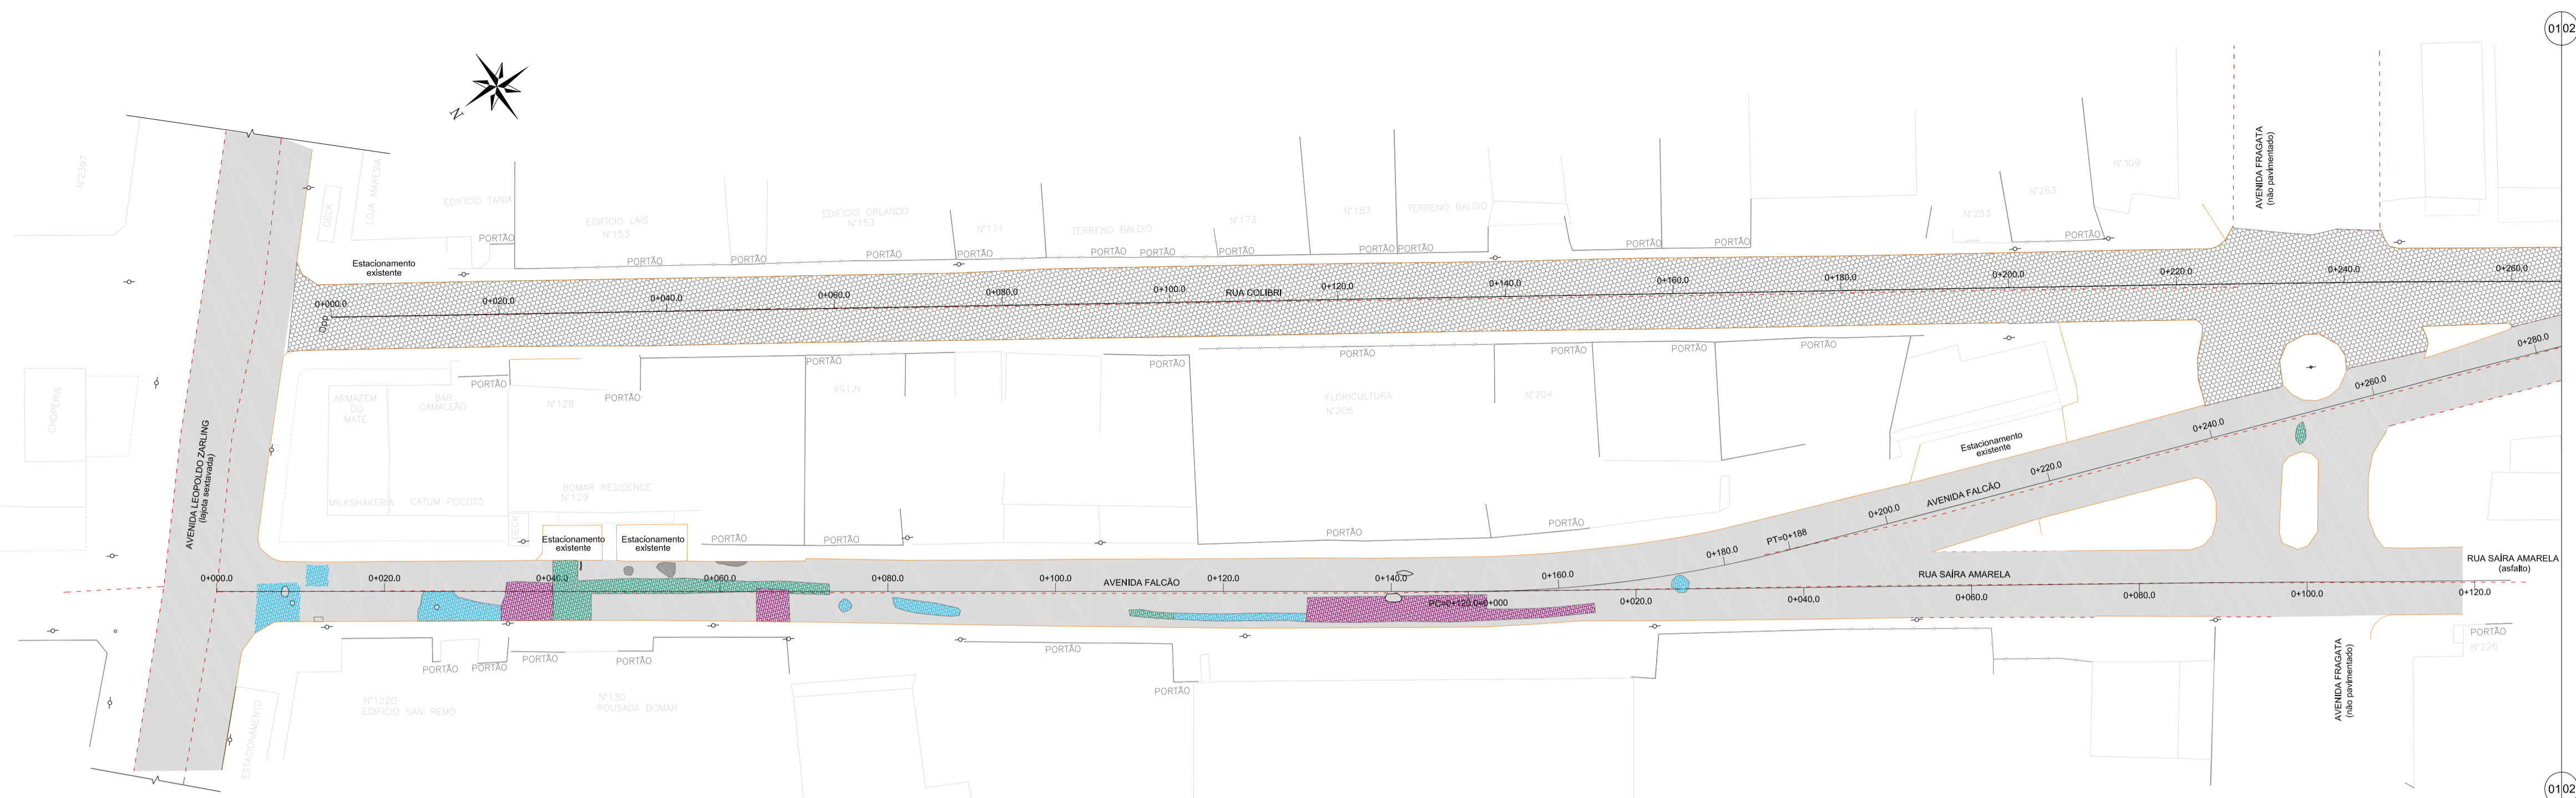 01 02
N
N°2397
DECK
LOJA MARESIA
EDIFÍCIO TANIA
PORTÃO
EDIFÍCIO LAÍS
N°153
PORTÃO
PORTÃO
EDIFÍCIO ORLANDO
N°153
PORTÃO
N°171
PORTÃO
TERRENO BALDIO
PORTÃO
PORTÃO
N°173
PORTÃO
N°183
PORTÃO
TERRENO BALDIO
PORTÃO
PORTÃO
PORTÃO
N°253
N°263
PORTÃO
N°309
AVENIDA FRAGATA
(não pavimentado)
Estacionamento
existente
Opp
0+000.0
0+020.0
0+040.0
0+060.0
0+080.0
0+100.0
RUA COLIBRI
0+120.0
0+140.0
0+160.0
0+180.0
0+200.0
0+220.0
0+240.0
0+260.0
CHOPERIA
AVENIDA LEOPOLDO ZARLING
(lajota sextavada)
ARMAZÉM
DO
MATE
BAR
CAMALEÃO
PORTÃO
N°128
PORTÃO
PORTÃO
N°156
PORTÃO
PORTÃO
FLORICULTURA
N°205
PORTÃO
N°204
PORTÃO
PORTÃO
MILKSHAKERIA
CATUM POCOTÓ
DECK
BOMAR RESIDENCE
N°129
Estacionamento
existente
Estacionamento
existente
PORTÃO
PORTÃO
PORTÃO
PORTÃO
Estacionamento
existente
0+000.0
0+020.0
0+040.0
0+060.0
0+080.0
0+100.0
AVENIDA FALCÃO
0+120.0
0+140.0
0+160.0
0+180.0
PT=0+188
0+200.0
AVENIDA FALCÃO
0+220.0
0+240.0
0+260.0
0+280.0
PC=0+120.0=0+000
0+020.0
0+040.0
RUA SAÍRA AMARELA
0+060.0
0+080.0
0+100.0
0+120.0
RUA SAÍRA AMARELA
(asfalto)
PORTÃO
PORTÃO
PORTÃO
PORTÃO
PORTÃO
PORTÃO
PORTÃO
N°226
AVENIDA FRAGATA
(não pavimentado)
ESTACIONAMENTO
N°1220
EDIFÍCIO SAN REMO
N°130
POUSADA BOMAR
01 02